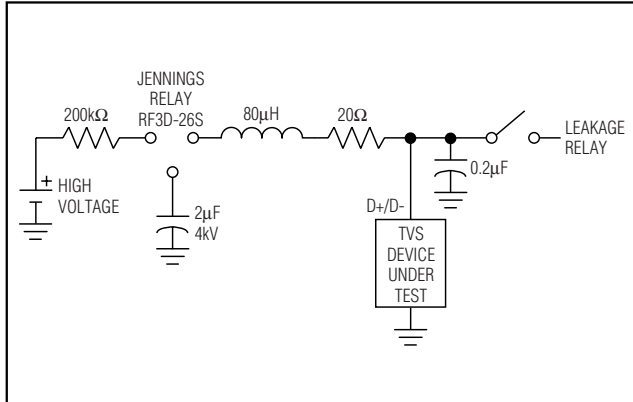 JENNINGS
RELAY
RF3D-26S
200kΩ
80μH
20Ω
LEAKAGE
RELAY
0.2μF
+
HIGH
VOLTAGE
2μF
4kV
D+/D-
TVS
DEVICE
UNDER
TEST